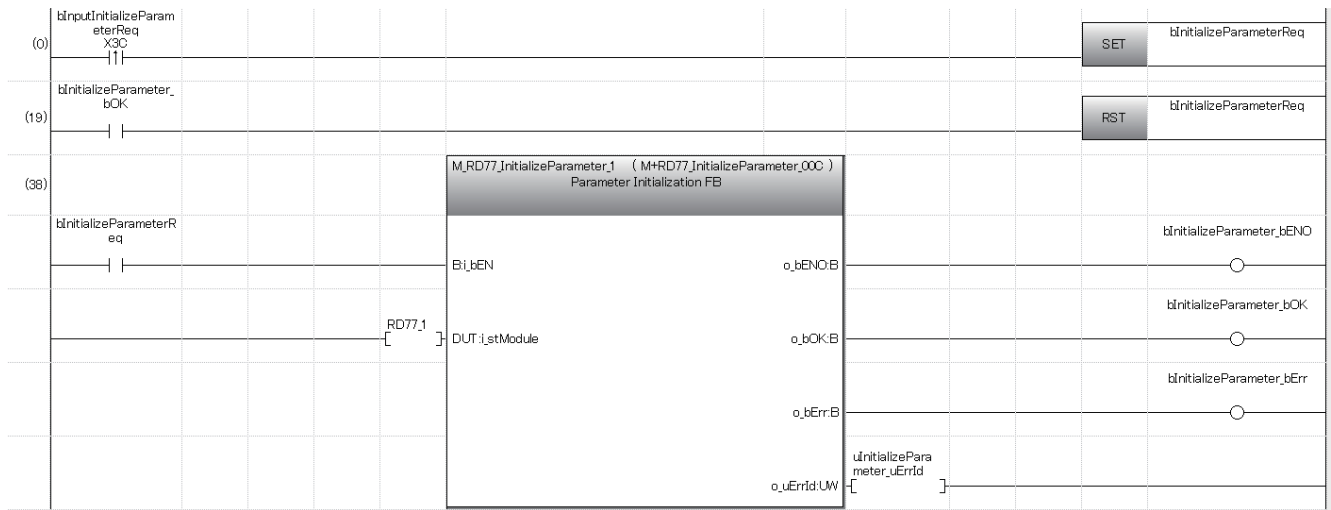 bInputInitializeParam
eterReq
X3C
(0)
SET
bInitializeParameterReq
bInitializeParameter_
bOK
(19)
RST
bInitializeParameterReq
(38)
M_RD77_InitializeParameter_1 ( M+RD77_InitializeParameter_00C )
Parameter Initialization FB
bInitializeParameterR
eq
bInitializeParameter_bENO
B:i_bEN
o_bENO:B
RD77_1
bInitializeParameter_bOK
DUT:i_stModule
o_bOK:B
bInitializeParameter_bErr
o_bErr:B
uInitializePara
meter_uErrId
o_uErrId:UW